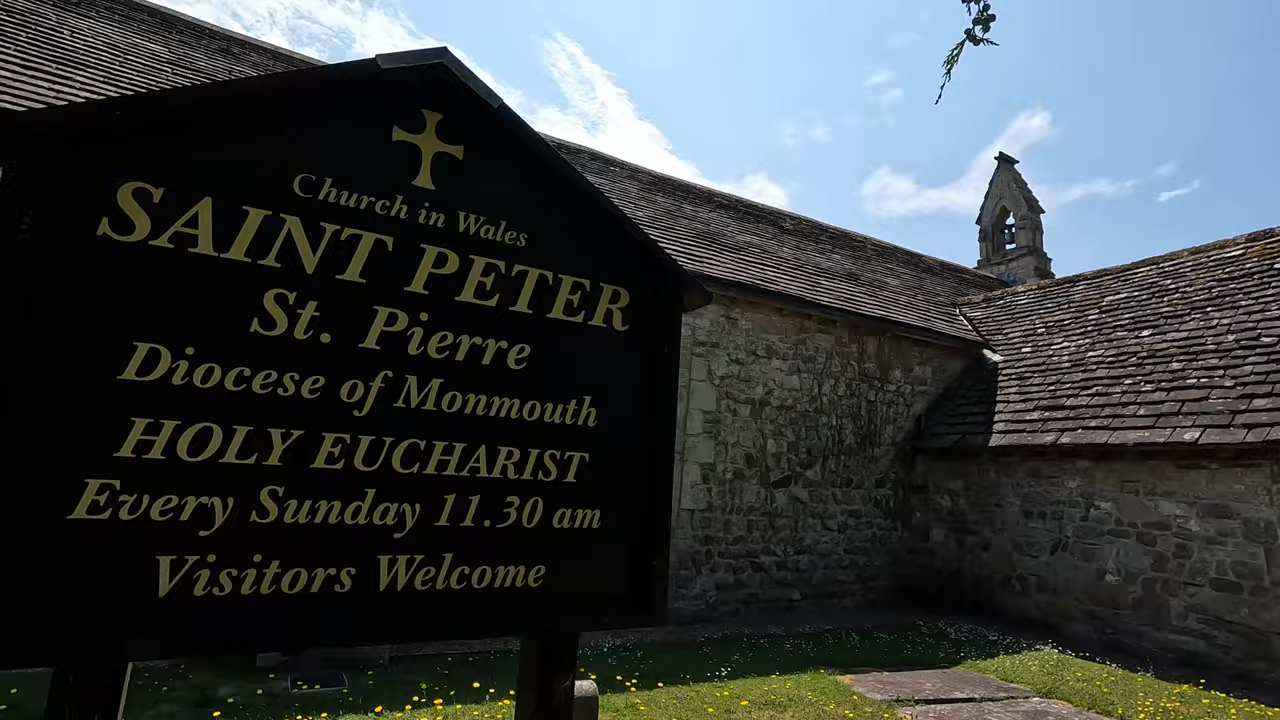 Church in Wales
SAINT PETER
St. Pierre
Diocese of Monmouth
HOLY EUCHARIST
Every Sunday 11.30 am
Visitors Welcome